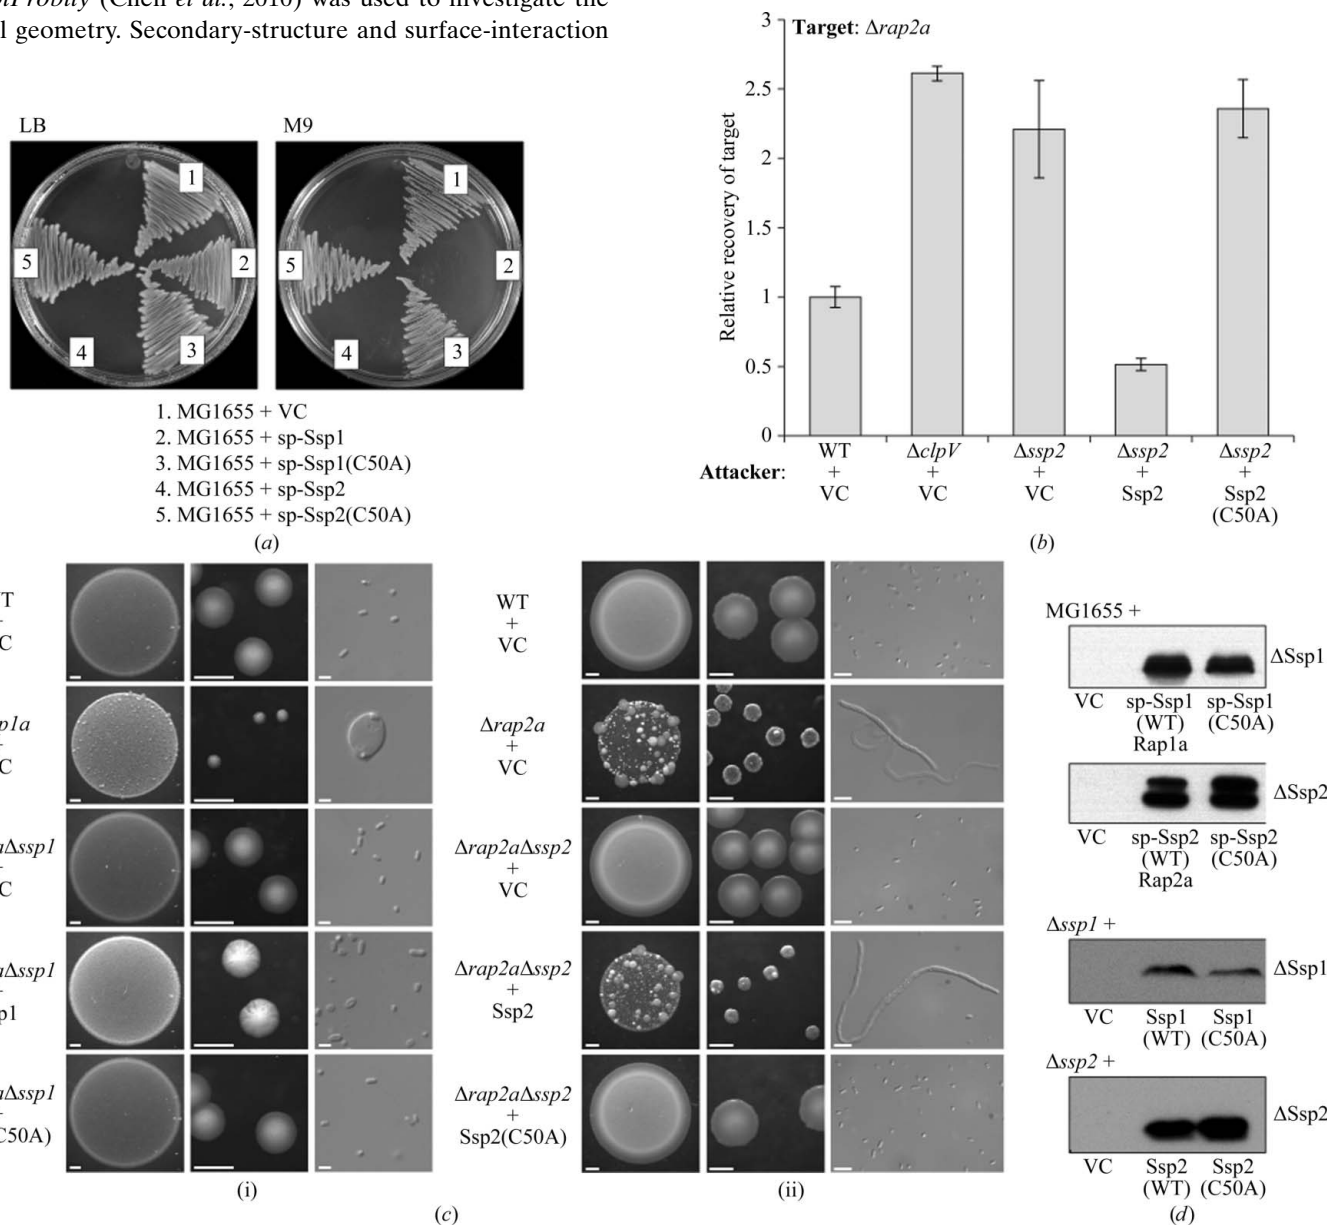 (Chen et al., 2010) was used to investigate the
geometry. Secondary-structure and surface-interaction
LB
M9
1
2
3
4
5
1
2
3
4
5
1. MG1655 + VC
2. MG1655 + sp-Ssp1
3. MG1655 + sp-Ssp1(C50A)
4. MG1655 + sp-Ssp2
5. MG1655 + sp-Ssp2(C50A)
(a)
Target: Δrap2a
Relative recovery of target
3
2.5
2
1.5
1
0.5
0
Attacker:
WT
+
VC
ΔclpV
+
VC
Δssp2
+
VC
Δssp2
+
Ssp2
Δssp2
+
Ssp2
(C50A)
(b)
Δssp1
Δssp1
Δssp1
C50A)
(i)
WT
+
VC
Δrap2a
+
VC
Δrap2aΔssp2
+
VC
Δrap2aΔssp2
+
Ssp2
Δrap2aΔssp2
+
Ssp2(C50A)
(ii)
(c)
MG1655 +
ΔSsp1
VC sp-Ssp1 sp-Ssp1
(WT) (C50A)
Rap1a
ΔSsp2
VC sp-Ssp2 sp-Ssp2
(WT) (C50A)
Rap2a
Δssp1 +
ΔSsp1
VC Ssp1 Ssp1
(WT) (C50A)
Δssp2 +
ΔSsp2
VC Ssp2 Ssp2
(WT) (C50A)
(d)